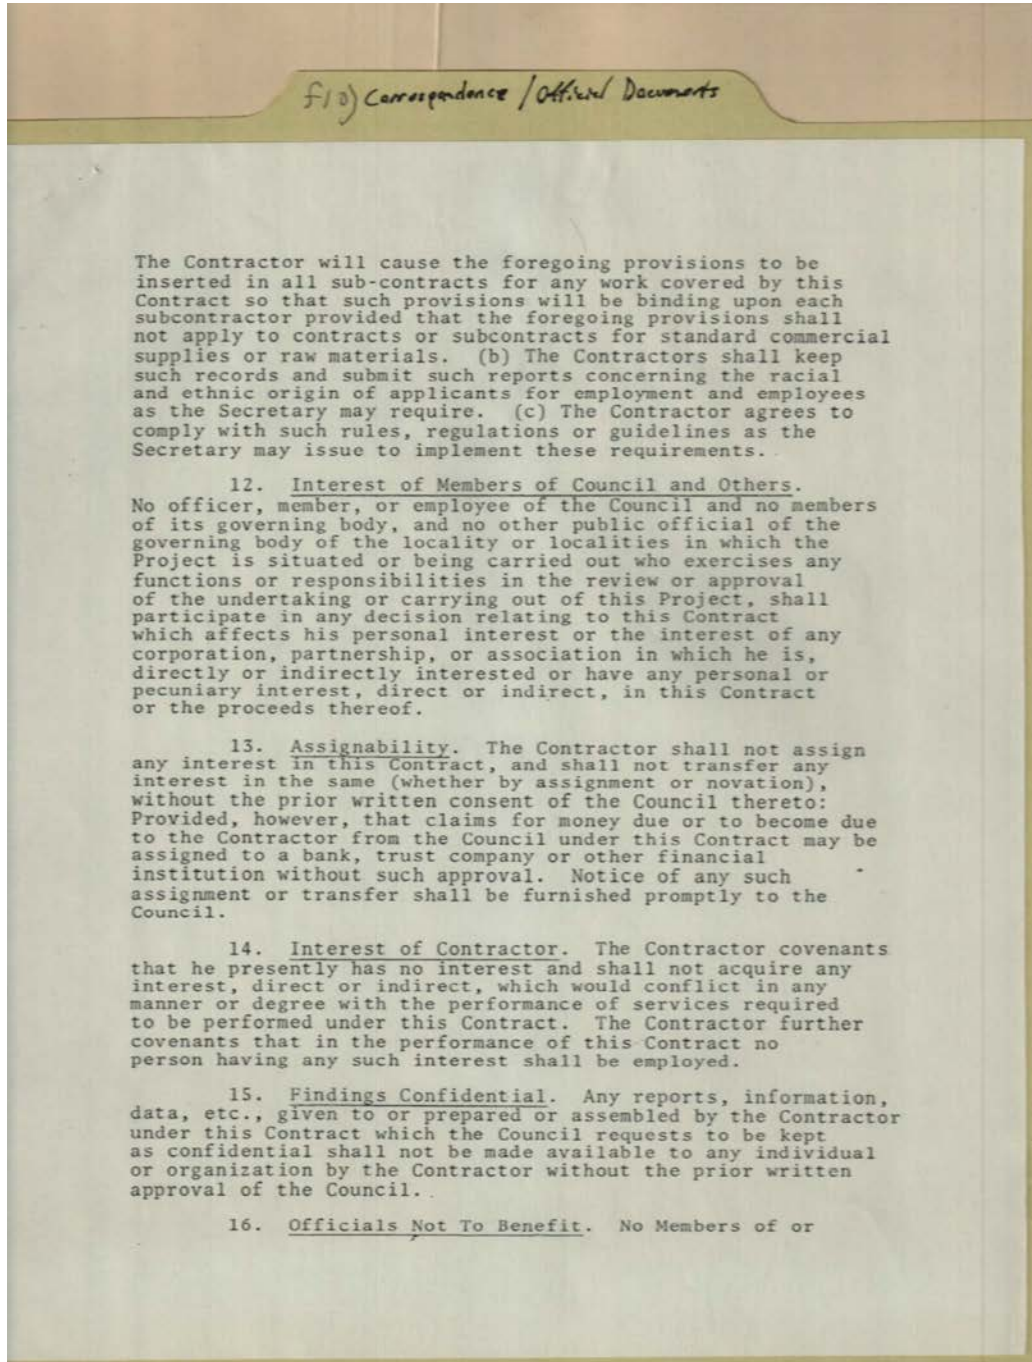 f10) Correspondence / Official Documents
The Contractor will cause the foregoing provisions to be
inserted in all sub-contracts for any work covered by this
Contract so that such provisions will be binding upon each
subcontractor provided that the foregoing provisions shall
not apply to contracts or subcontracts for standard commercial
supplies or raw materials. (b) The Contractors shall keep
such records and submit such reports concerning the racial
and ethnic origin of applicants for employment and employees
as the Secretary may require. (c) The Contractor agrees to
comply with such rules, regulations or guidelines as the
Secretary may issue to implement these requirements.
12. Interest of Members of Council and Others.
No officer, member, or employee of the Council and no members
of its governing body, and no other public official of the
governing body of the locality or localities in which the
Project is situated or being carried out who exercises any
functions or responsibilities in the review or approval
of the undertaking or carrying out of this Project, shall
participate in any decision relating to this Contract
which affects his personal interest or the interest of any
corporation, partnership, or association in which he is,
directly or indirectly interested or have any personal or
pecuniary interest, direct or indirect, in this Contract
or the proceeds thereof.
13. Assignability. The Contractor shall not assign
any interest in this Contract, and shall not transfer any
interest in the same (whether by assignment or novation),
without the prior written consent of the Council thereto:
Provided, however, that claims for money due or to become due
to the Contractor from the Council under this Contract may be
assigned to a bank, trust company or other financial
institution without such approval. Notice of any such
assignment or transfer shall be furnished promptly to the
Council.
14. Interest of Contractor. The Contractor covenants
that he presently has no interest and shall not acquire any
interest, direct or indirect, which would conflict in any
manner or degree with the performance of services required
to be performed under this Contract. The Contractor further
covenants that in the performance of this Contract no
person having any such interest shall be employed.
15. Findings Confidential. Any reports, information,
data, etc., given to or prepared or assembled by the Contractor
under this Contract which the Council requests to be kept
as confidential shall not be made available to any individual
or organization by the Contractor without the prior written
approval of the Council.
16. Officials Not To Benefit. No Members of or